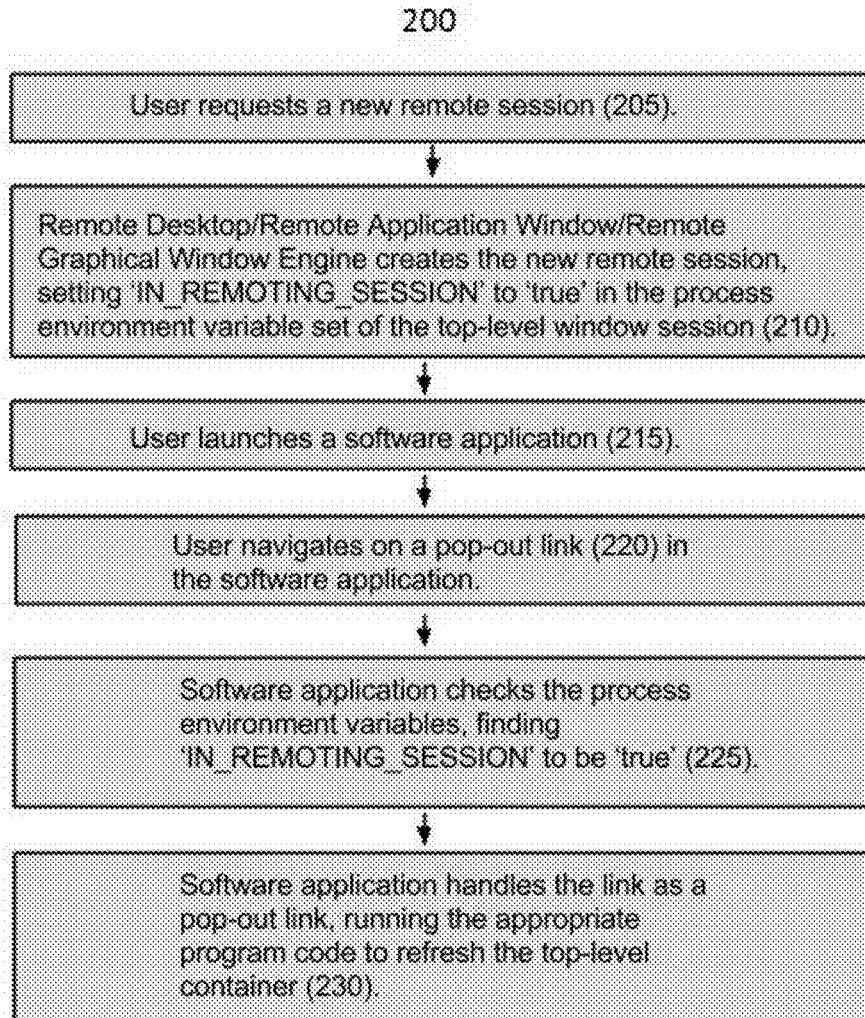 200
User requests a new remote session (205).
Remote Desktop/Remote Application Window/Remote
Graphical Window Engine creates the new remote session,
setting ‘IN_REMOTING_SESSION’ to ‘true’ in the process
environment variable set of the top-level window session (210).
User launches a software application (215).
User navigates on a pop-out link (220) in
the software application.
Software application checks the process
environment variables, finding
‘IN_REMOTING_SESSION’ to be ‘true’ (225).
Software application handles the link as a
pop-out link, running the appropriate
program code to refresh the top-level
container (230).